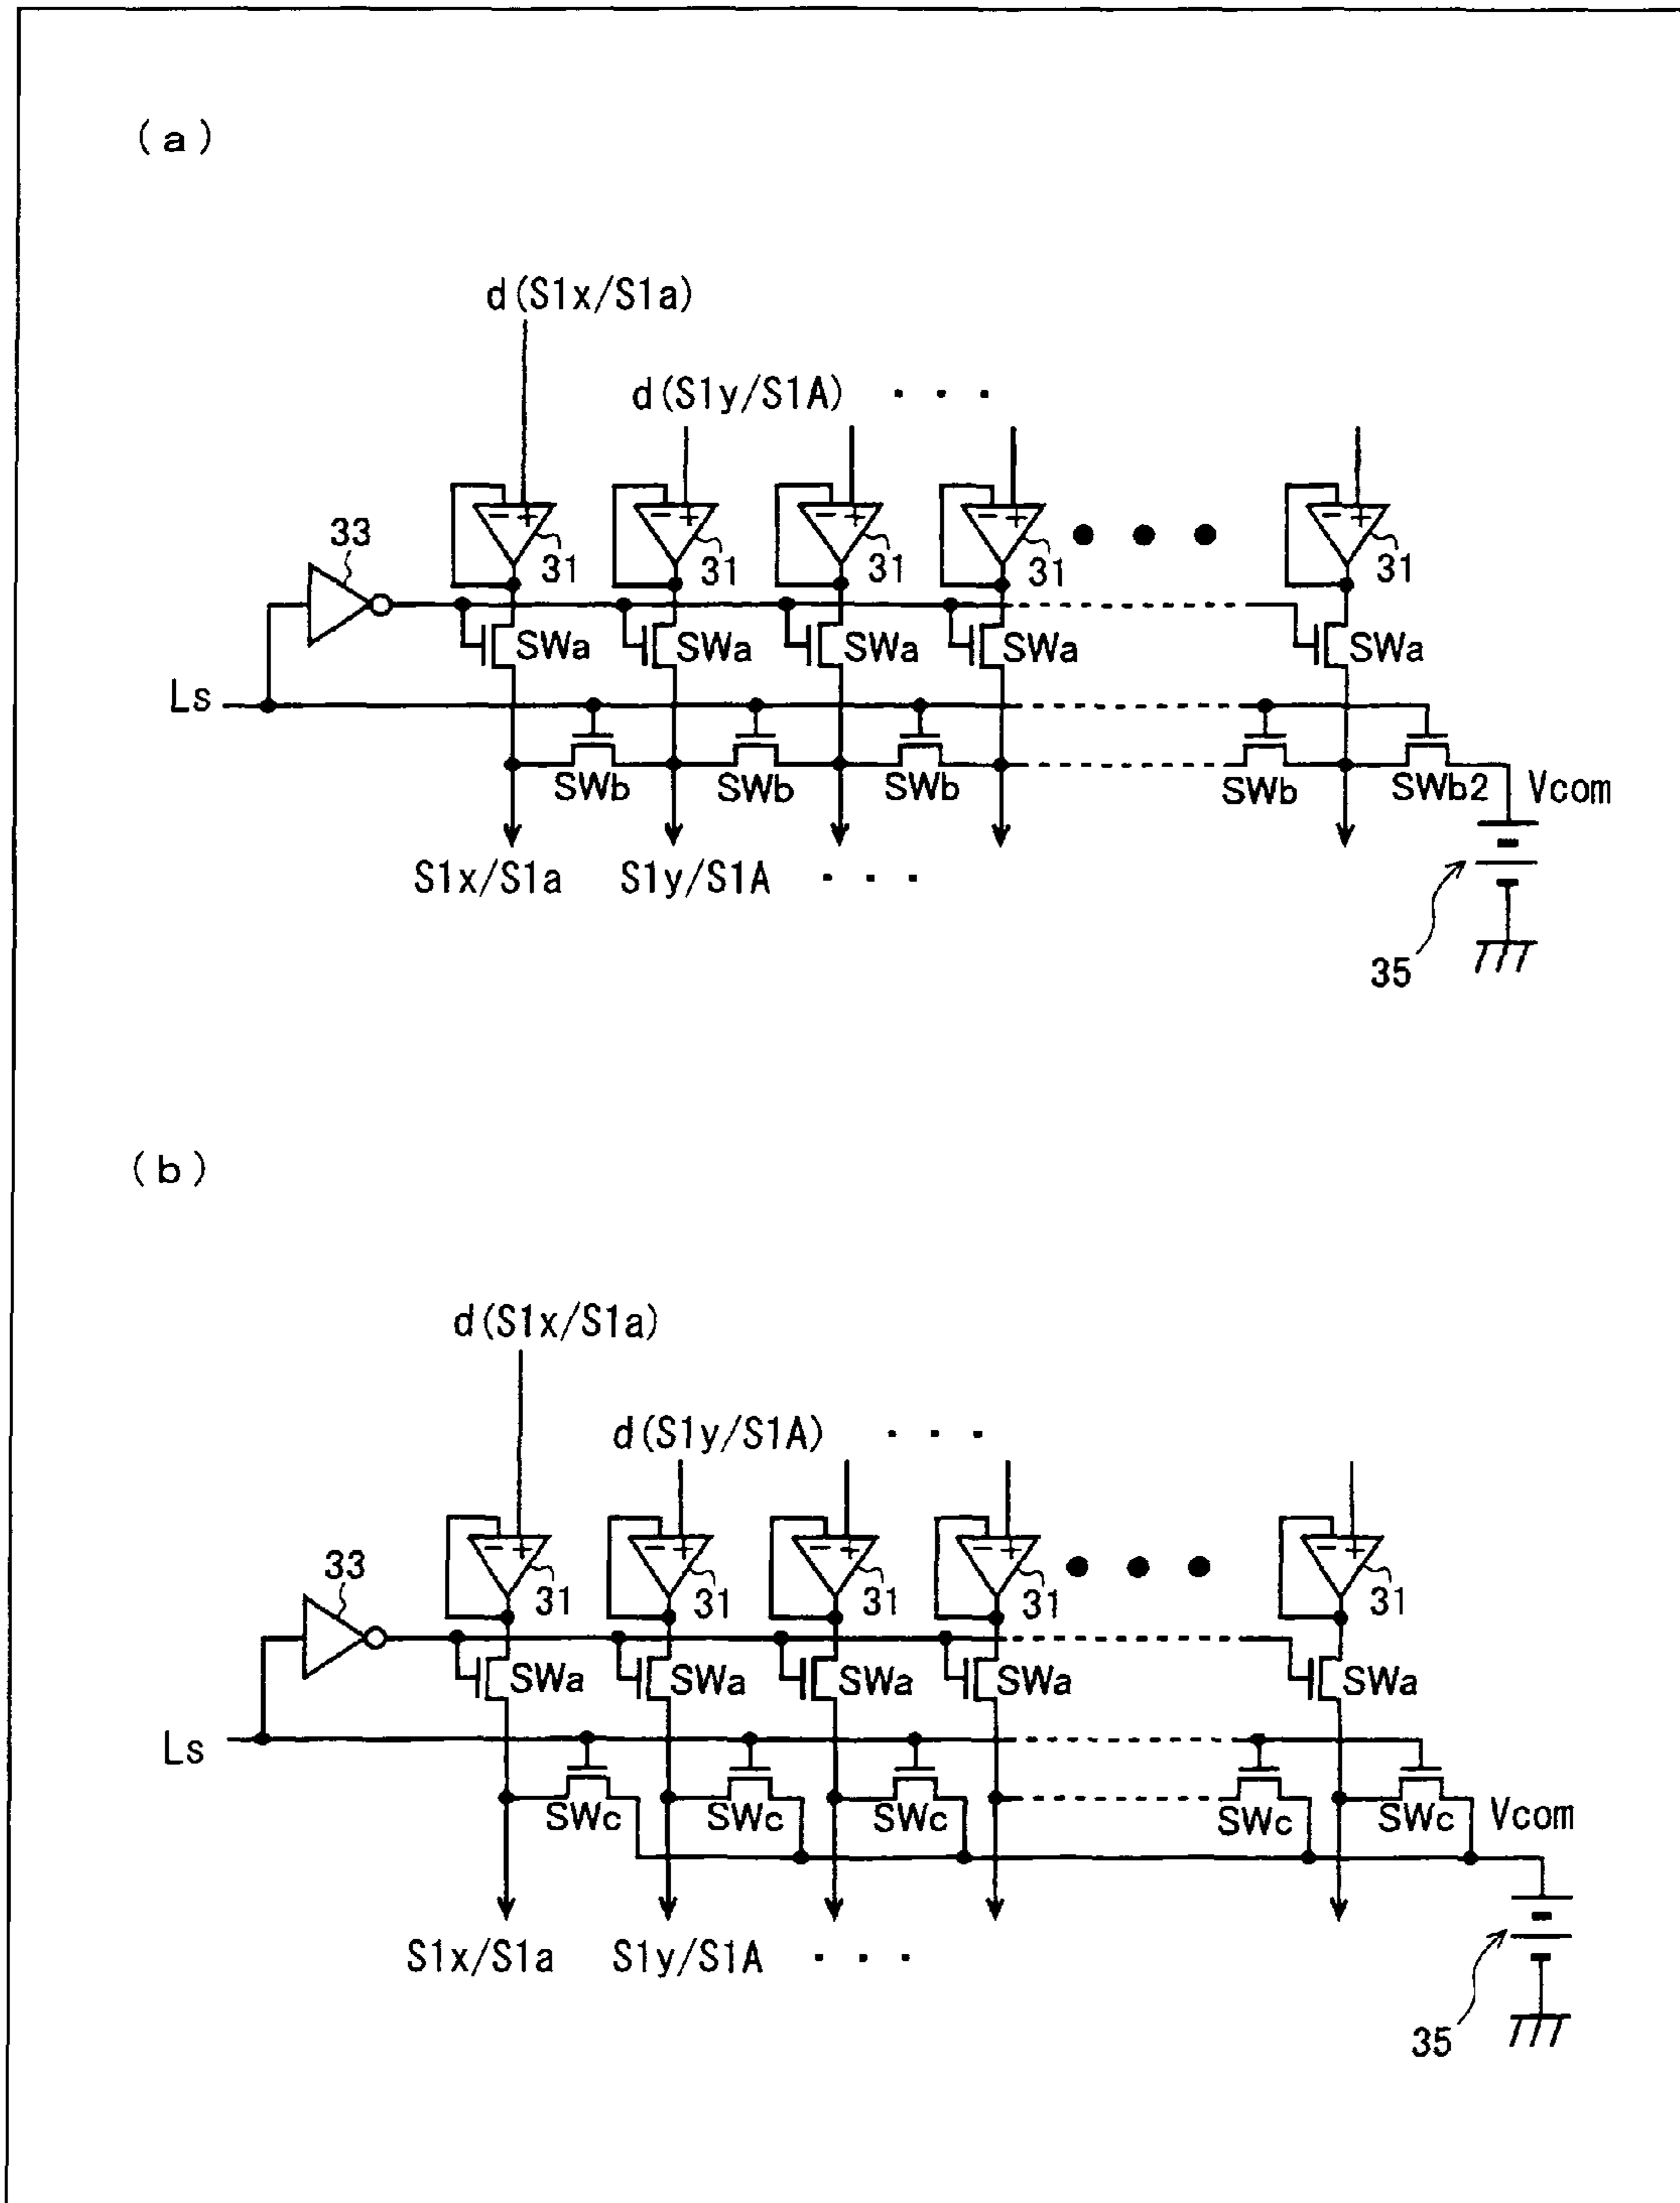 (a)
d(S1x/S1a)
d(S1y/S1A) · · ·
33
- + - + - + - + - +
31 31 31 31 31
SWa SWa SWa SWa SWa
Ls
SWb SWb SWb SWb SWb2 Vcom
S1x/S1a S1y/S1A · · ·
35
(b)
d(S1x/S1a)
d(S1y/S1A) · · ·
33
- + - + - + - + - +
31 31 31 31 31
SWa SWa SWa SWa SWa
Ls
SWc SWc SWc SWc SWc Vcom
S1x/S1a S1y/S1A · · ·
35